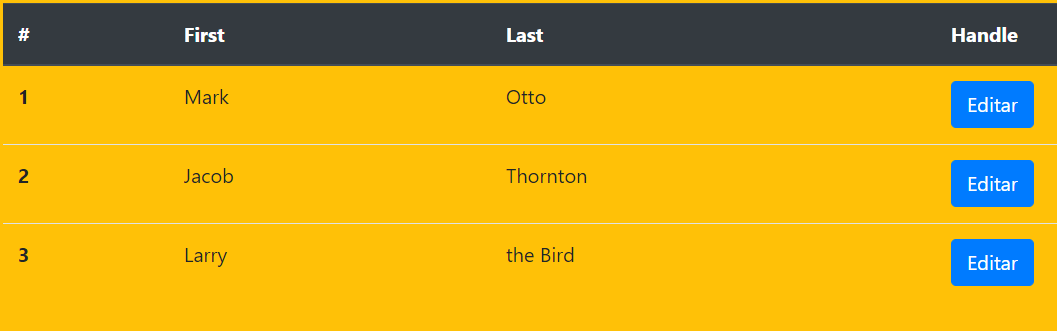 # First Last Handle
1 Mark Otto Editar
2 Jacob Thornton Editar
3 Larry the Bird Editar